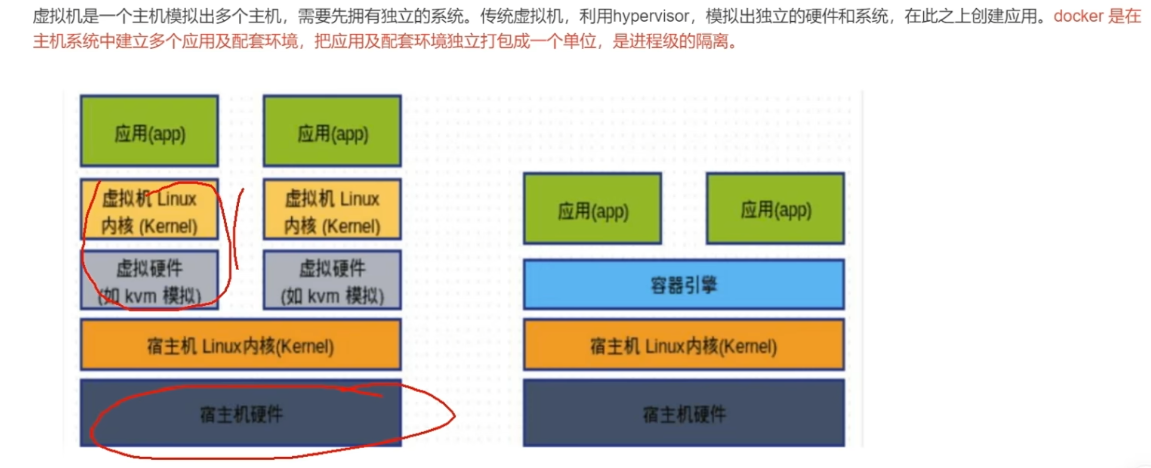 虚拟机是一个主机模拟出多个主机，需要先拥有独立的系统。传统虚拟机，利用hypervisor，模拟出独立的硬件和系统，在此之上创建应用。docker 是在
主机系统中建立多个应用及配套环境，把应用及配套环境独立打包成一个单位，是进程级的隔离。
应用(app)
应用(app)
虚拟机 Linux
内核 (Kernel)
虚拟机 Linux
内核 (Kernel)
虚拟硬件
(如 kvm 模拟)
虚拟硬件
(如 kvm 模拟)
宿主机 Linux内核(Kernel)
宿主机硬件
应用(app)
应用(app)
容器引擎
宿主机 Linux内核(Kernel)
宿主机硬件